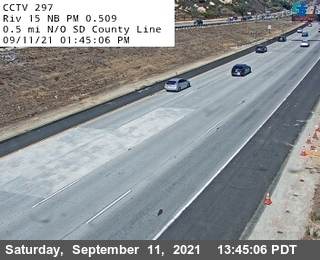 CCTV 297
Riv 15 NB PM 0.509
0.5 mi N/O SD County Line
09/11/21 01:45:06 PM
Saturday, September 11, 2021 13:45:06 PDT